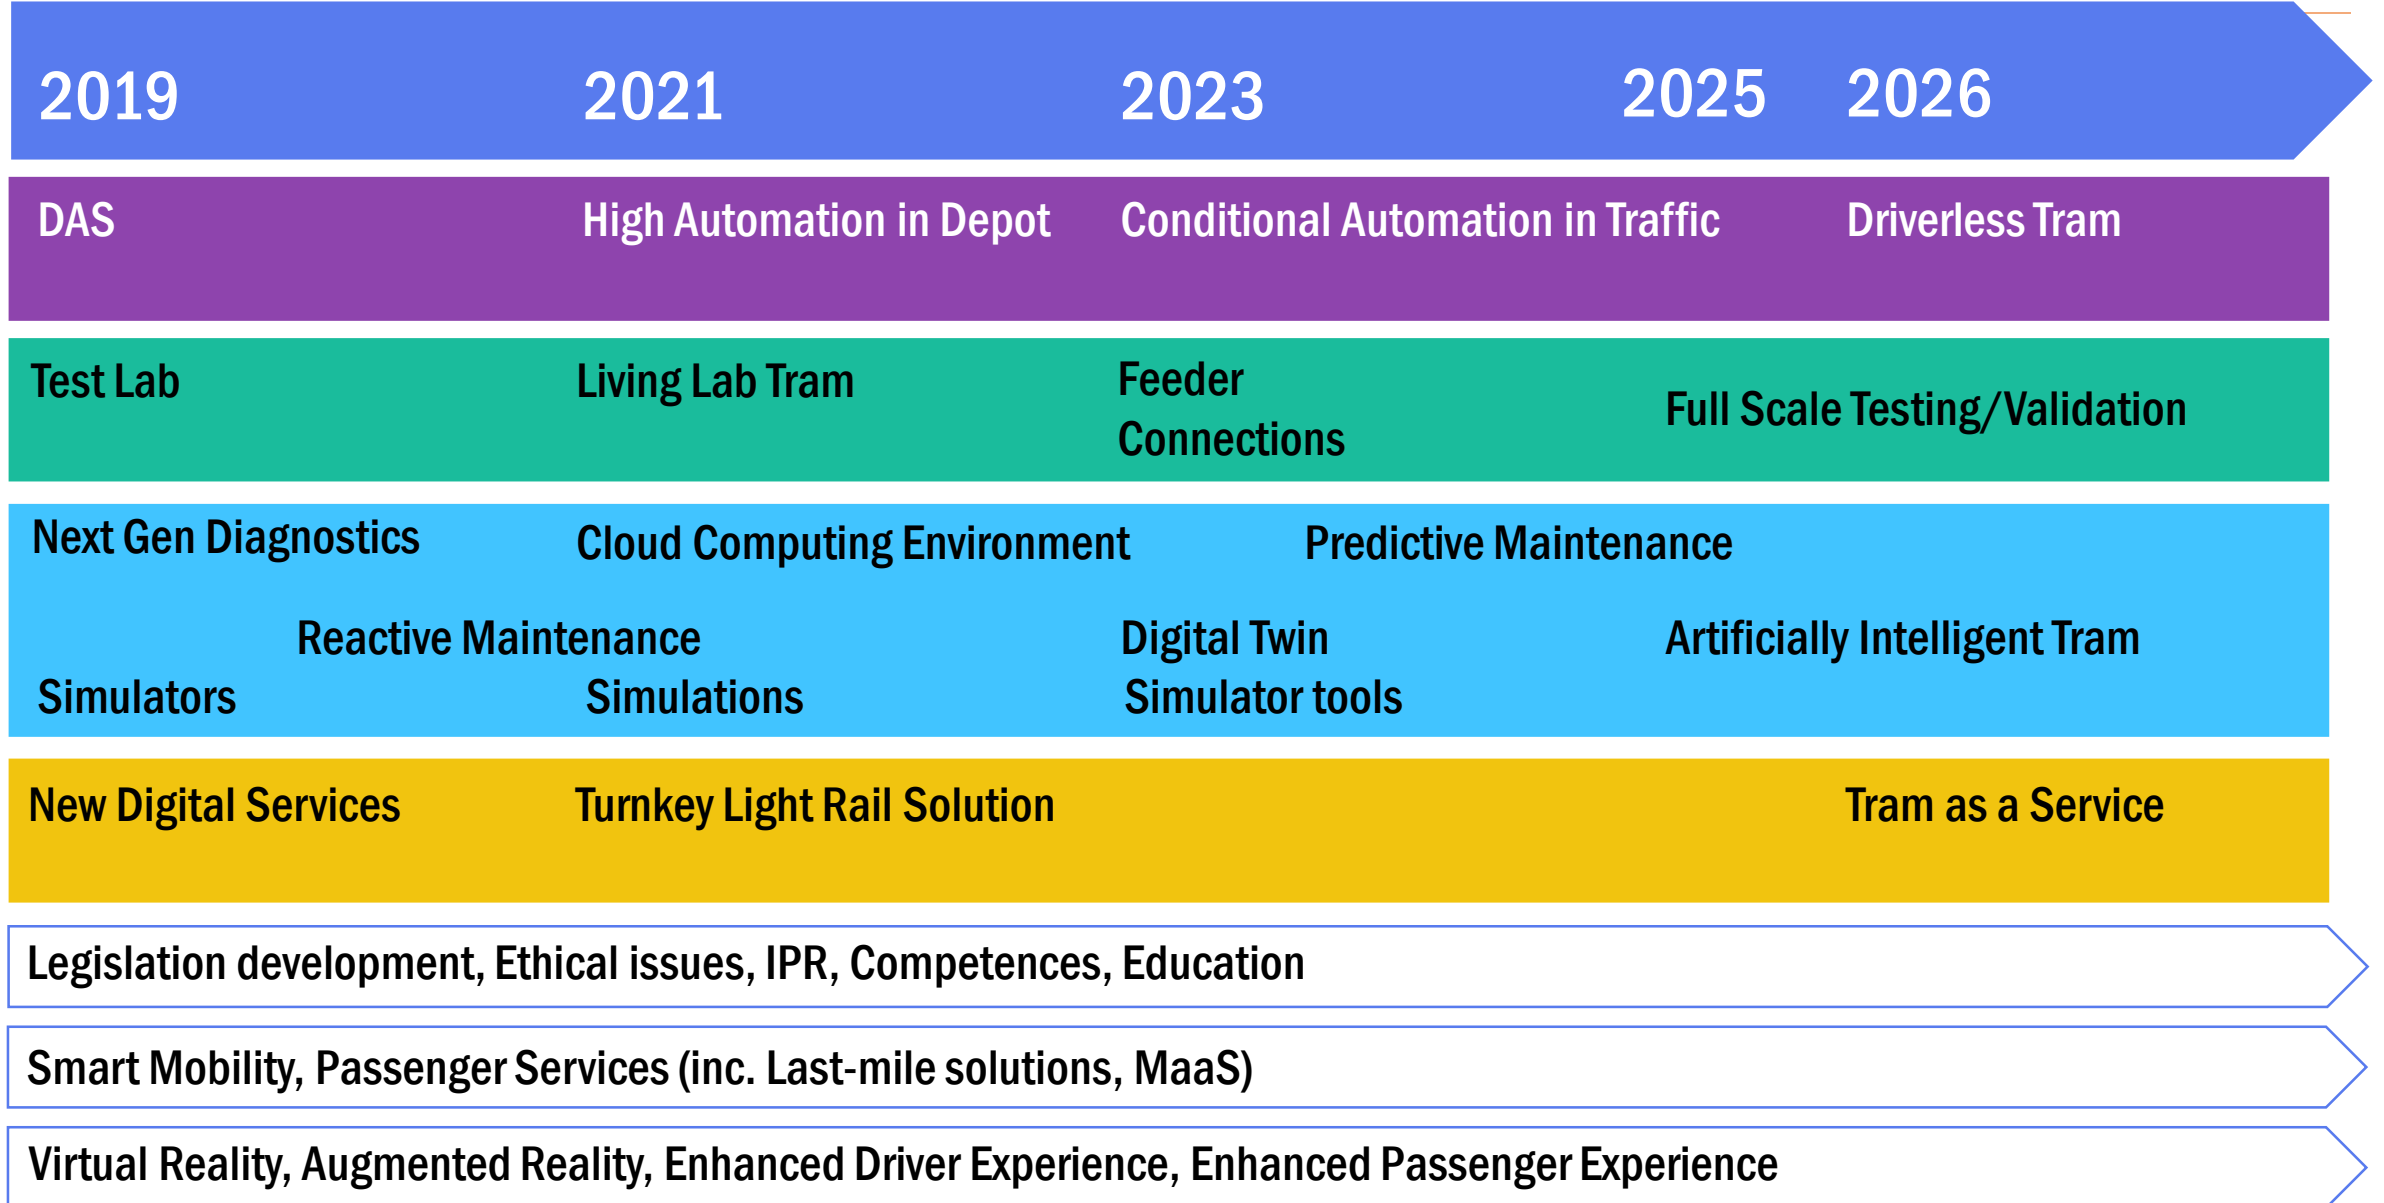 2019 2021 2023 2025 2026
DAS High Automation in Depot Conditional Automation in Traffic Driverless Tram
Test Lab Living Lab Tram Feeder
Connections Full Scale Testing/Validation
Next Gen Diagnostics Cloud Computing Environment Predictive Maintenance
Reactive Maintenance Digital Twin Artificially Intelligent Tram
Simulators Simulations Simulator tools
New Digital Services Turnkey Light Rail Solution Tram as a Service
Legislation development, Ethical issues, IPR, Competences, Education
Smart Mobility, Passenger Services (inc. Last-mile solutions, MaaS)
Virtual Reality, Augmented Reality, Enhanced Driver Experience, Enhanced Passenger Experience